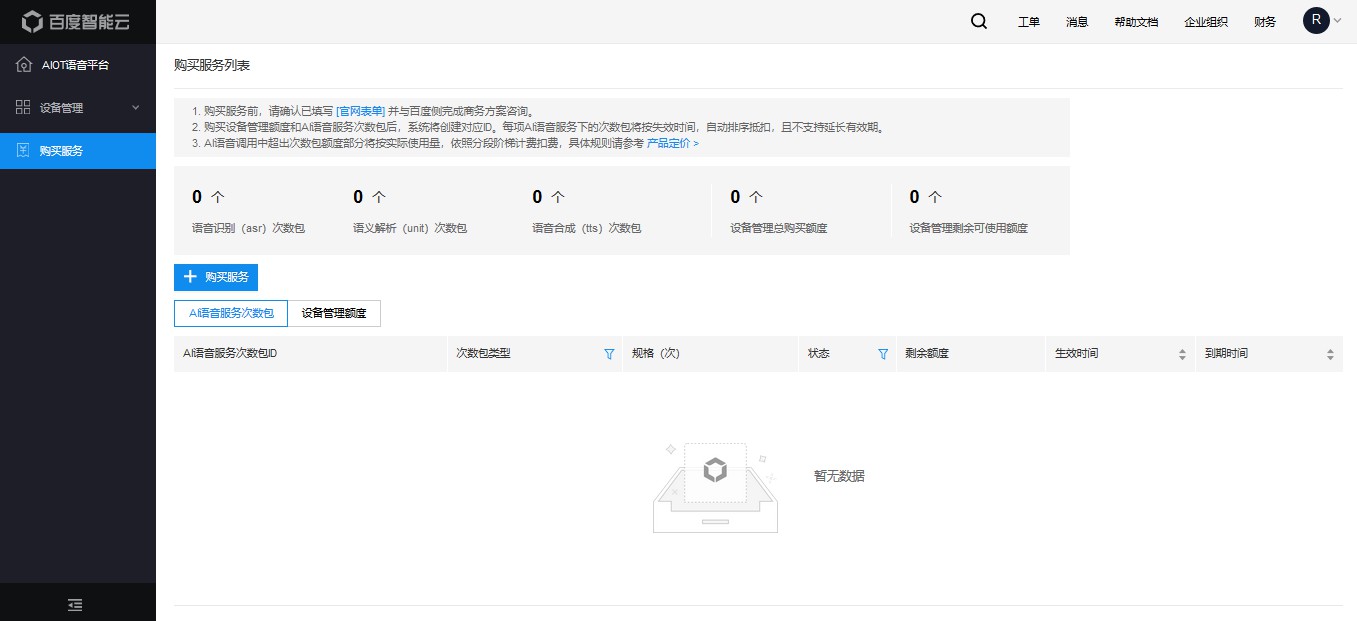 百度智能云
工单 消息 帮助文档 企业组织 财务 R
AIOT语音平台
设备管理
购买服务
购买服务列表
1. 购买服务前，请确认已填写 [官网表单] 并与百度侧完成商务方案咨询。
2. 购买设备管理额度和AI语音服务次数包后，系统将创建对应ID。每项AI语音服务下的次数包将按失效时间，自动排序抵扣，且不支持延长有效期。
3. AI语音调用中超出次数包额度部分将按实际使用量，依照分段阶梯计费扣费，具体规则请参考 产品定价 >
0 个 0 个 0 个 0 个 0 个
语音识别（asr）次数包 语义解析（unit）次数包 语音合成（tts）次数包 设备管理总购买额度 设备管理剩余可使用额度
购买服务
AI语音服务次数包 设备管理额度
AI语音服务次数包ID 次数包类型 规格（次） 状态 剩余额度 生效时间 到期时间
暂无数据